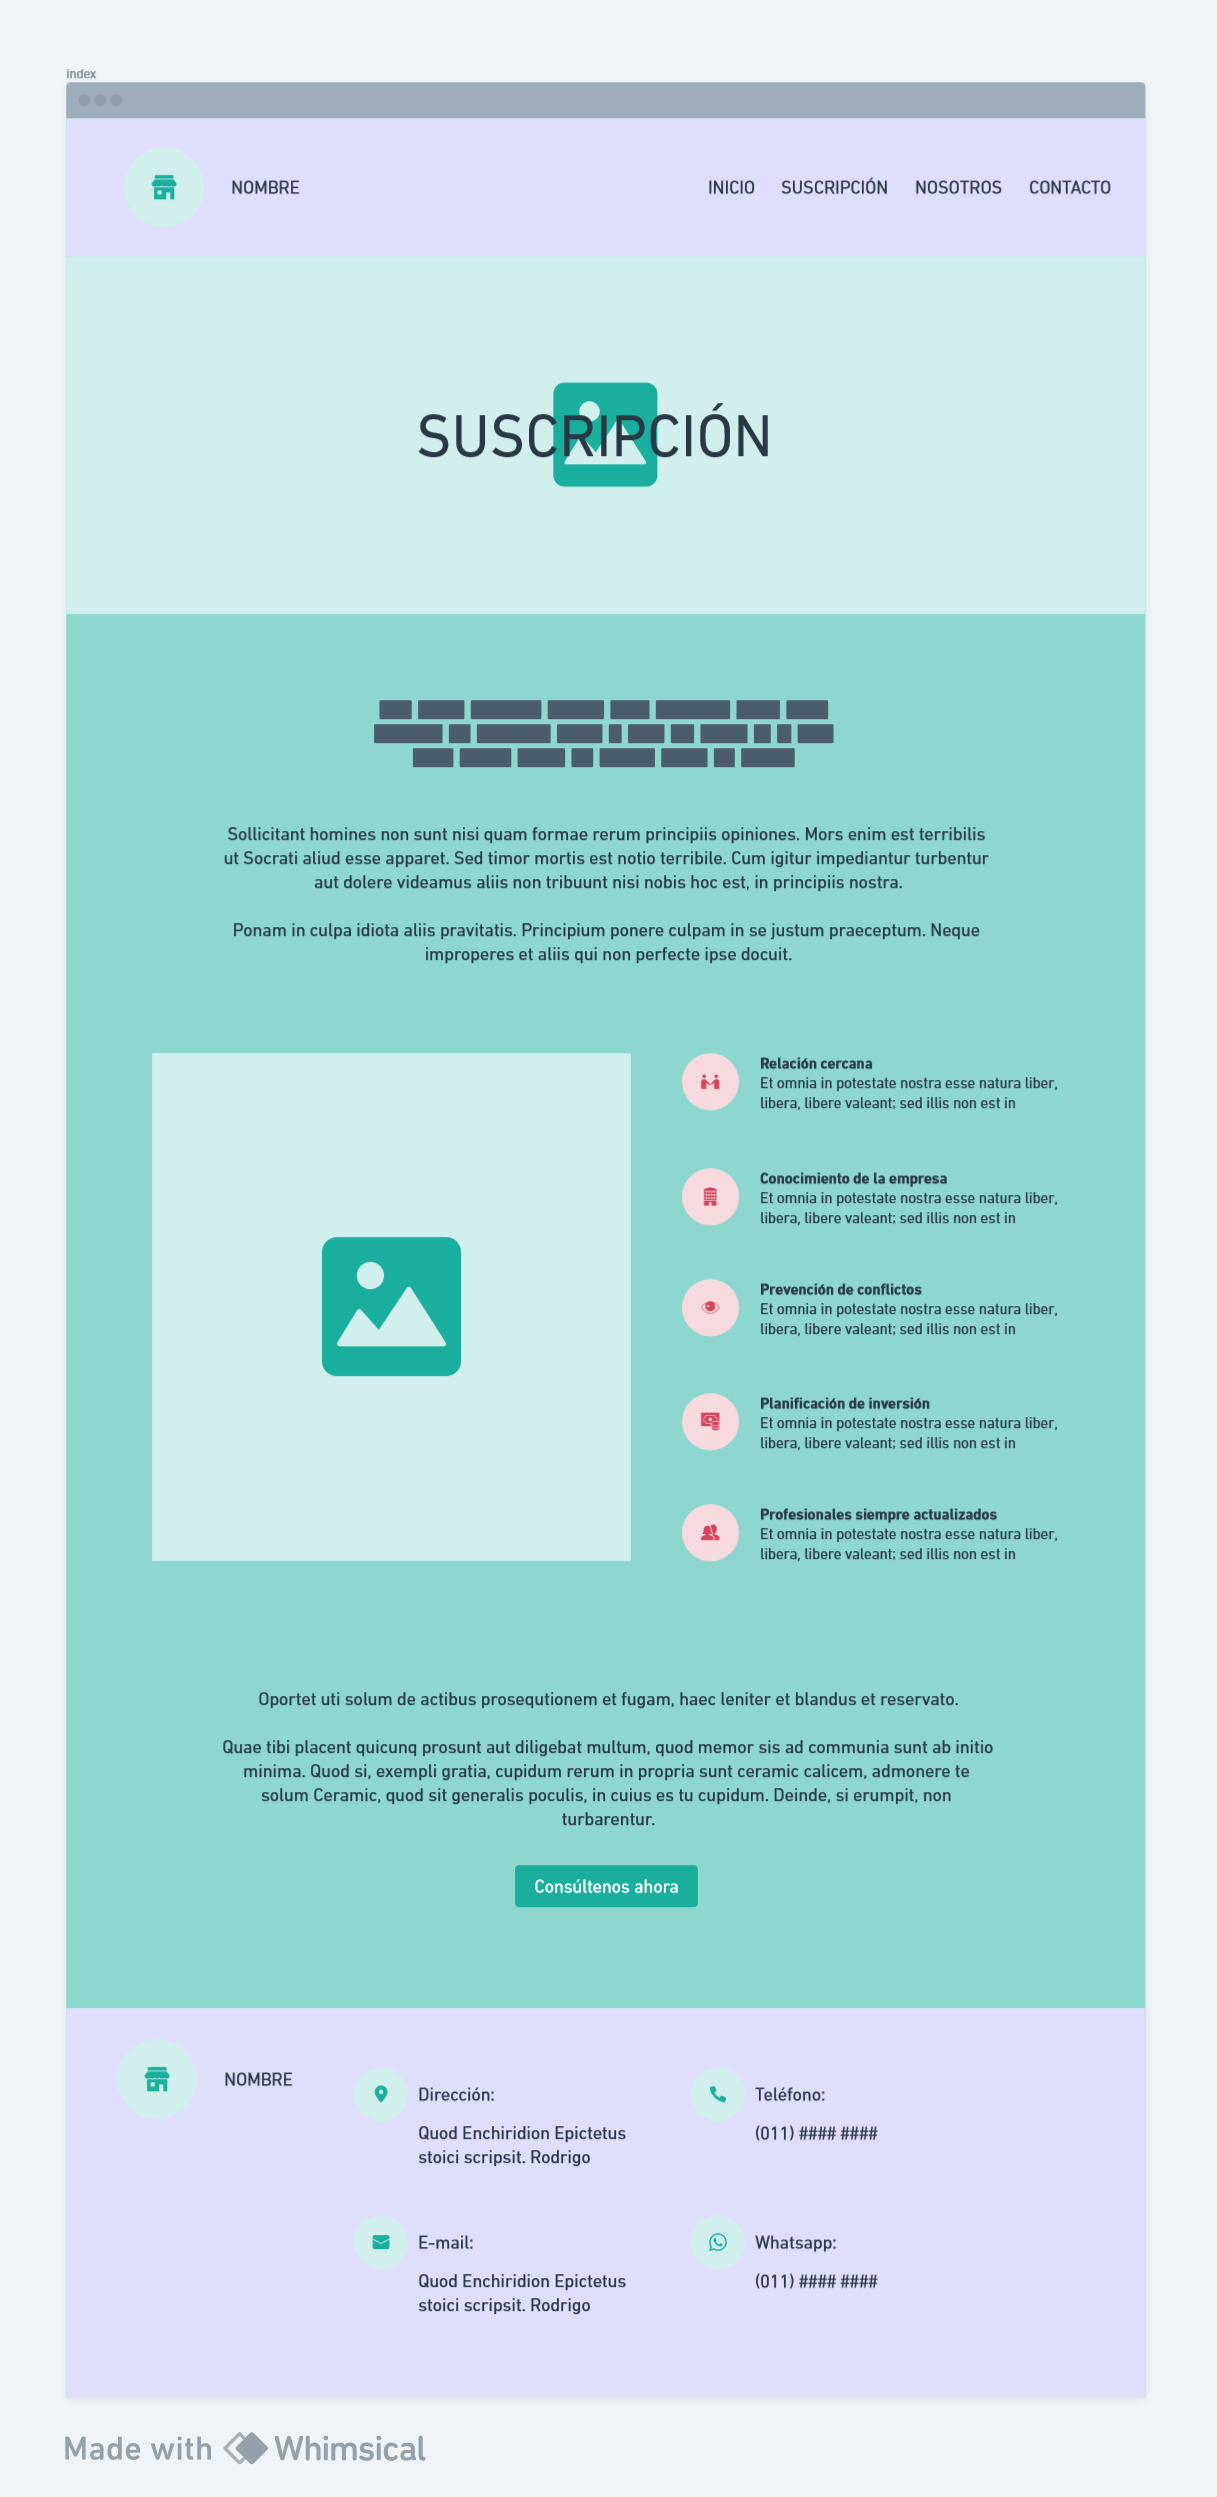 index
NOMBRE
INICIO SUSCRIPCIÓN NOSOTROS CONTACTO
SUSCRIPCIÓN
Sollicitant homines non sunt nisi quam formae rerum principiis opiniones. Mors enim est terribilis
ut Socrati aliud esse apparet. Sed timor mortis est notio terribile. Cum igitur impediantur turbentur
aut dolere videamus aliis non tribuunt nisi nobis hoc est, in principiis nostra.
Ponam in culpa idiota aliis pravitatis. Principium ponere culpam in se justum praeceptum. Neque
improperes et aliis qui non perfecte ipse docuit.
Relación cercana
Et omnia in potestate nostra esse natura liber,
libera, libere valeant; sed illis non est in
Conocimiento de la empresa
Et omnia in potestate nostra esse natura liber,
libera, libere valeant; sed illis non est in
Prevención de conflictos
Et omnia in potestate nostra esse natura liber,
libera, libere valeant; sed illis non est in
Planificación de inversión
Et omnia in potestate nostra esse natura liber,
libera, libere valeant; sed illis non est in
Profesionales siempre actualizados
Et omnia in potestate nostra esse natura liber,
libera, libere valeant; sed illis non est in
Oportet uti solum de actibus prosequtionem et fugam, haec leniter et blandus et reservato.
Quae tibi placent quicunq prosunt aut diligebat multum, quod memor sis ad communia sunt ab initio
minima. Quod si, exempli gratia, cupidum rerum in propria sunt ceramic calicem, admonere te
solum Ceramic, quod sit generalis poculis, in cuius es tu cupidum. Deinde, si erumpit, non
turbarentur.
Consúltenos ahora
NOMBRE
Dirección:
Quod Enchiridion Epictetus
stoici scripsit. Rodrigo
Teléfono:
(011) #### ####
E-mail:
Quod Enchiridion Epictetus
stoici scripsit. Rodrigo
Whatsapp:
(011) #### ####
Made with Whimsical